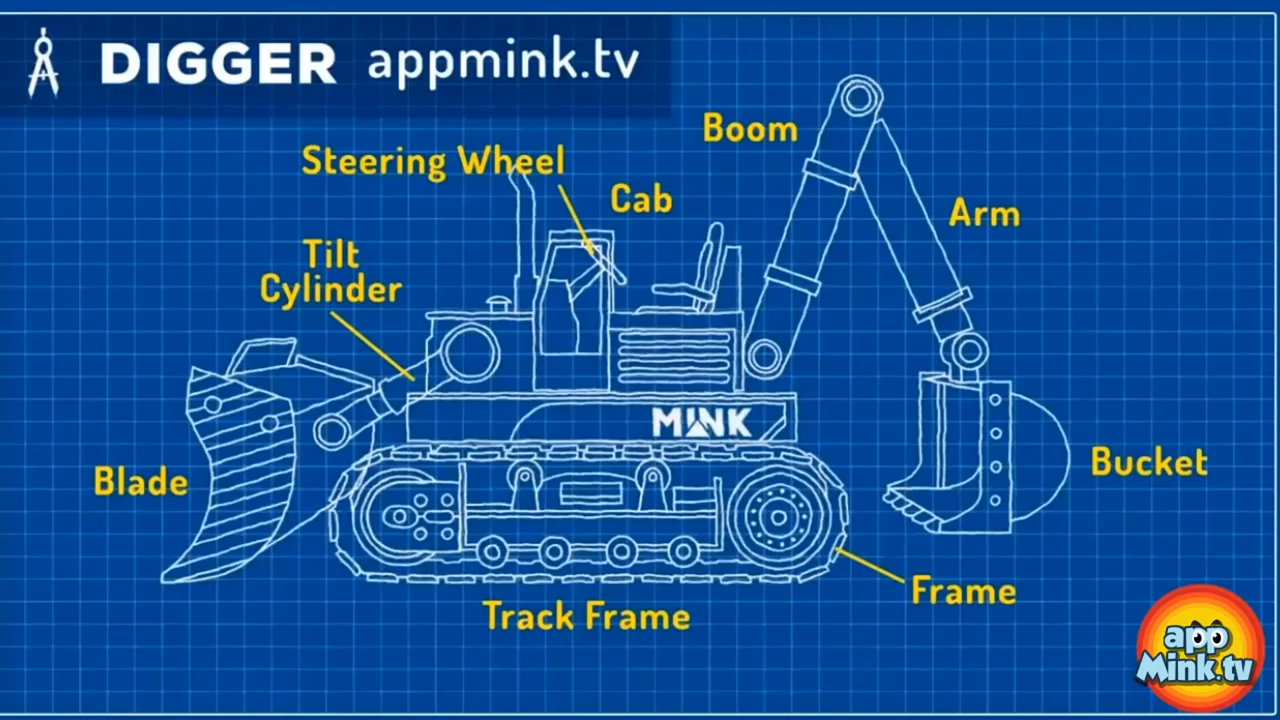 DIGGER appmink.tv
Boom
Steering Wheel
Cab
Arm
Tilt
Cylinder
MINK
Blade
Bucket
Frame
Track Frame
app
Mink.tv